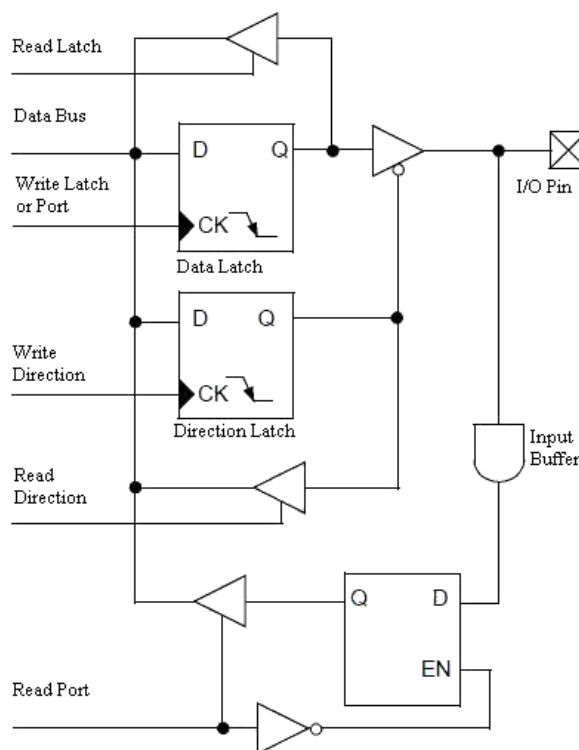 Read Latch
Data Bus
D
Q
Write Latch
or Port
I/O Pin
CK
Data Latch
D
Q
Write
Direction
CK
Direction Latch
Input
Buffer
Read
Direction
Q
D
EN
Read Port